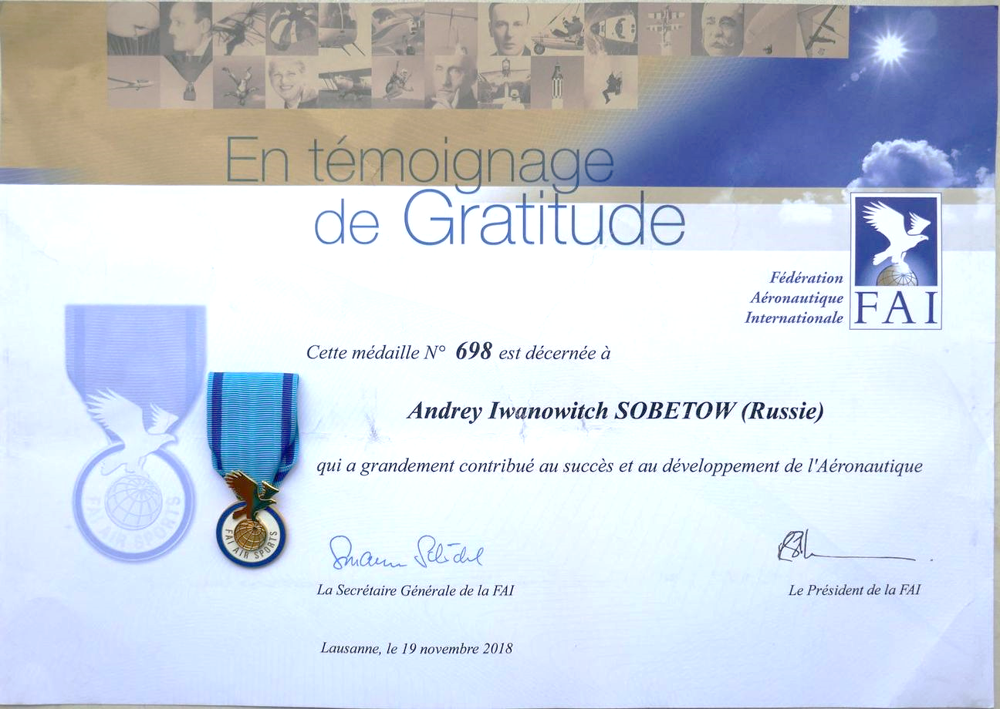 En témoignage
de Gratitude
Fédération
Aéronautique
Internationale
FAI
Cette médaille N° 698 est décernée à
Andrey Iwanowitch SOBETOW (Russie)
qui a grandement contribué au succès et au développement de l'Aéronautique
FAI AIR SPORTS
FAI AIR SPORTS
La Secrétaire Générale de la FAI
Le Président de la FAI
Lausanne, le 19 novembre 2018